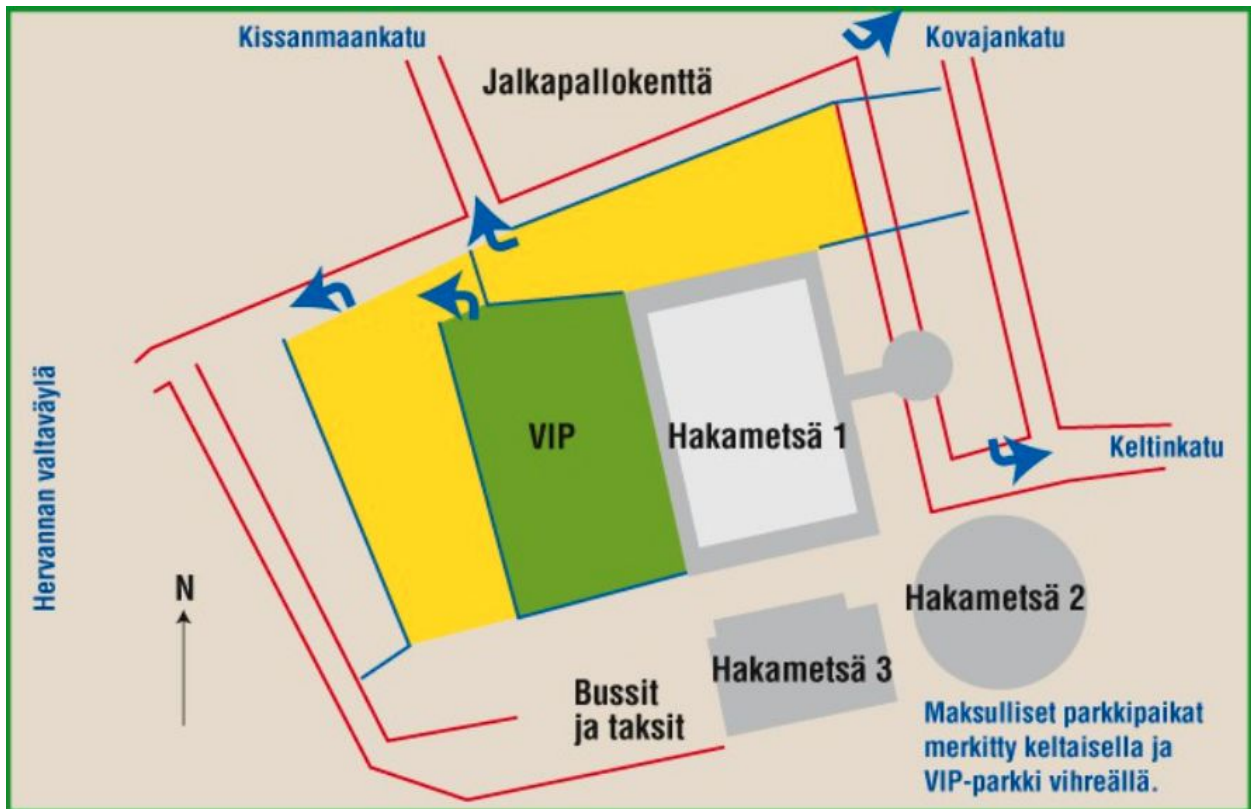 Kissanmaankatu
Kovajankatu
Jalkapallokenttä
VIP
Hakametsä 1
Keltinkatu
Hervannan valtaväylä
N
Hakametsä 2
Hakametsä 3
Bussit
ja taksit
Maksulliset parkkipaikat
merkitty keltaisella ja
VIP-parkki vihreällä.